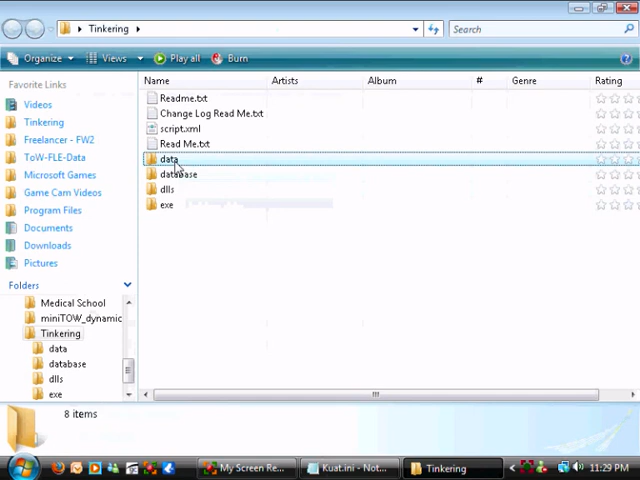 Tinkering
Search
Organize Views Play all Burn
Favorite Links
Videos
Tinkering
Freelancer - FW2
ToW-FLE-Data
Microsoft Games
Game Cam Videos
Program Files
Documents
Downloads
Pictures
Folders
Medical School
miniTOW_dynamic
Tinkering
data
database
dlls
exe
Name Artists Album # Genre Rating
Readme.txt
Change Log Read Me.txt
script.xml
Read Me.txt
data
database
dlls
exe
8 items
My Screen Re...
Kuat.ini - Not...
Tinkering
11:29 PM